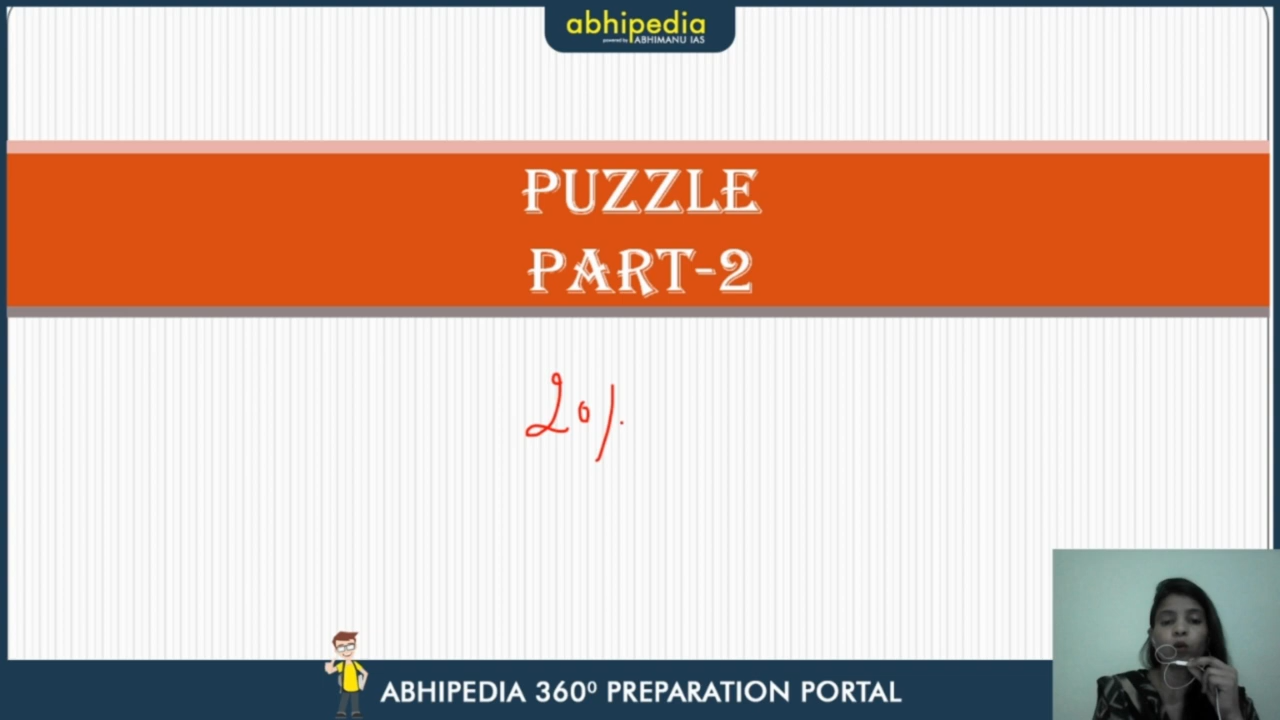 abhipedia
powered by ABHIMANU IAS
PUZZLE
PART-2
20%
ABHIPEDIA 360⁰ PREPARATION PORTAL